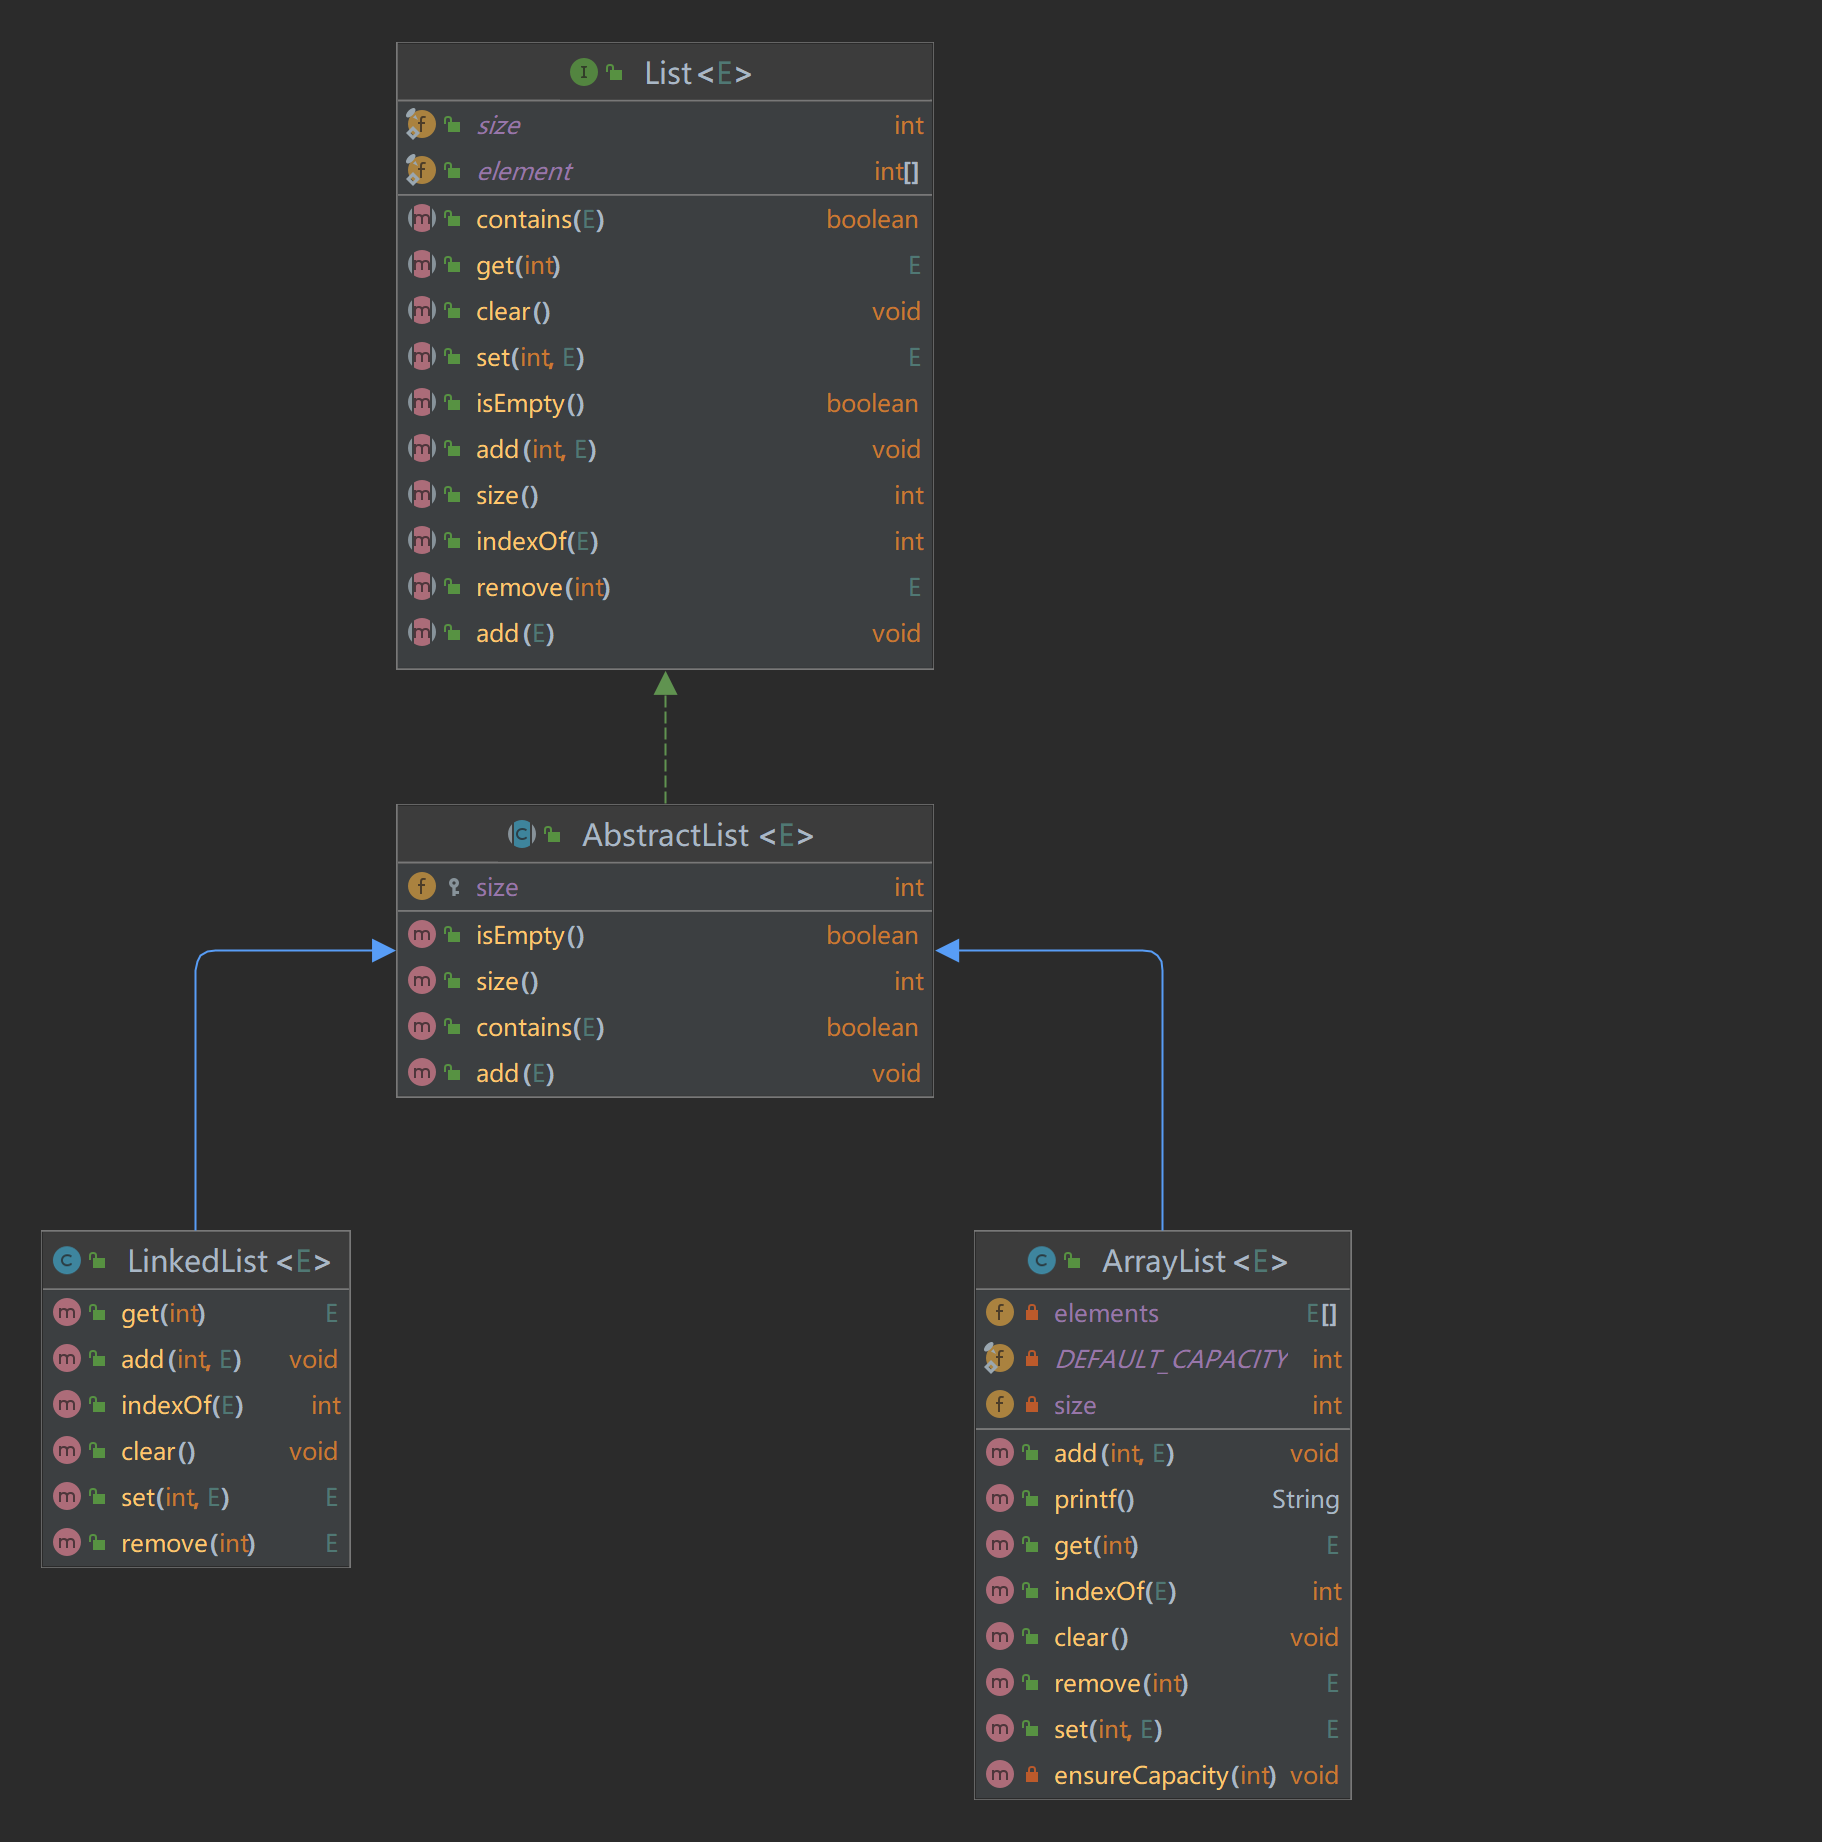 List<E>
size int
element int[]
contains(E) boolean
get(int) E
clear() void
set(int, E) E
isEmpty() boolean
add(int, E) void
size() int
indexOf(E) int
remove(int) E
add(E) void
AbstractList<E>
size int
isEmpty() boolean
size() int
contains(E) boolean
add(E) void
LinkedList<E>
get(int) E
add(int, E) void
indexOf(E) int
clear() void
set(int, E) E
remove(int) E
ArrayList<E>
elements E[]
DEFAULT_CAPACITY int
size int
add(int, E) void
printf() String
get(int) E
indexOf(E) int
clear() void
remove(int) E
set(int, E) E
ensureCapacity(int) void